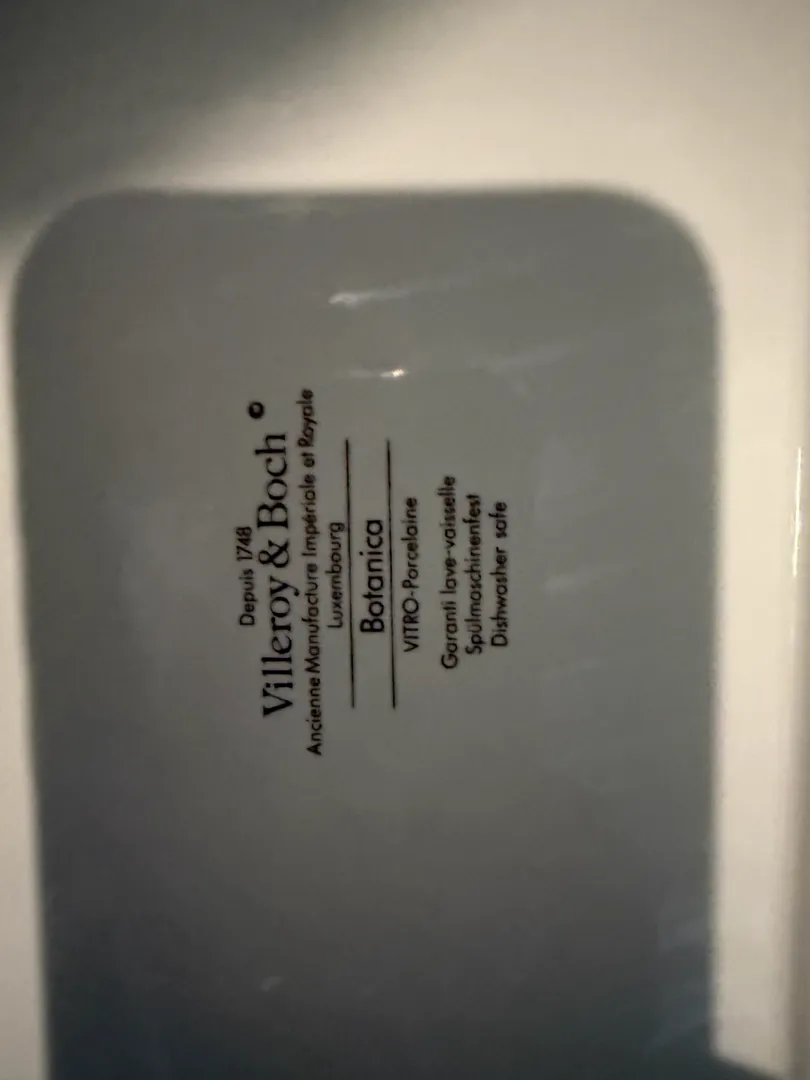 Depuis 1748
Villeroy & Boch ©
Ancienne Manufacture Impériale et Royale
Luxembourg
Botanica
VITRO-Porcelaine
Garanti lave-vaisselle
Spülmaschinenfest
Dishwasher safe